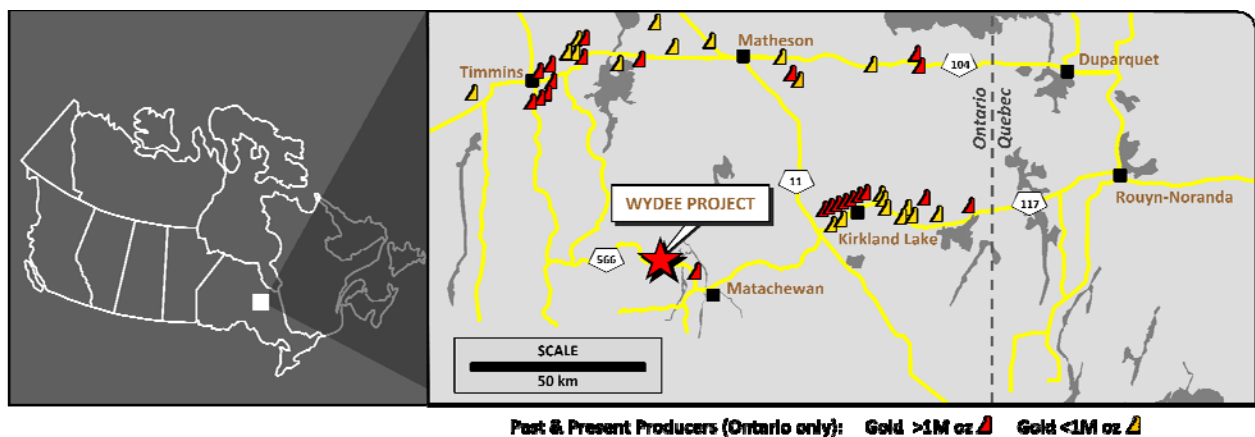 Matheson
Timmins
104
Duparquet
Ontario
Quebec
WYDEE PROJECT
11
Kirkland Lake
117
Rouyn-Noranda
566
Matachewan
SCALE
50 km
Past & Present Producers (Ontario only): Gold >1M oz Gold <1M oz